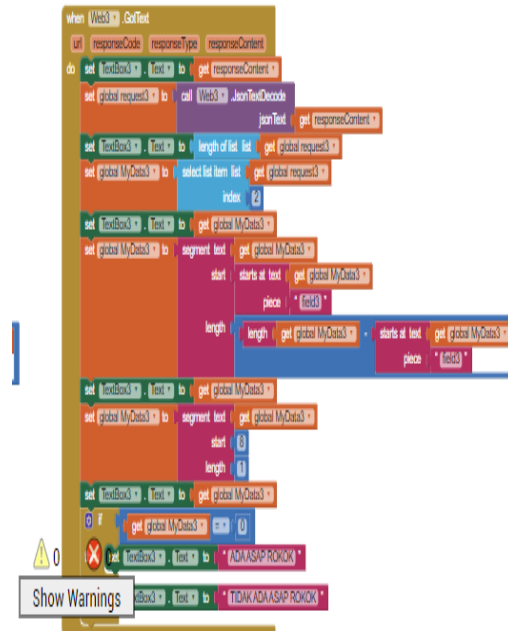 when Web3 .GotText
url responseCode responseType responseContent
do set TextBox3 . Text to get responseContent
set global request3 to call Web3 .JsonTextDecode
jsonText get responseContent
set TextBox3 . Text to length of list list get global request3
set global MyData3 to select list item list get global request3
index 2
set TextBox3 . Text to get global MyData3
set global MyData3 to segment text get global MyData3
start starts at text get global MyData3
piece " field3 "
length length get global MyData3 - starts at text get global MyData3
piece " field3 "
set TextBox3 . Text to get global MyData3
set global MyData3 to segment text get global MyData3
start 8
length 1
set TextBox3 . Text to get global MyData3
if get global MyData3 = 0
0 0 set TextBox3 . Text to " ADA ASAP ROKOK "
Show Warnings TextBox3 . Text to " TIDAK ADA ASAP ROKOK "